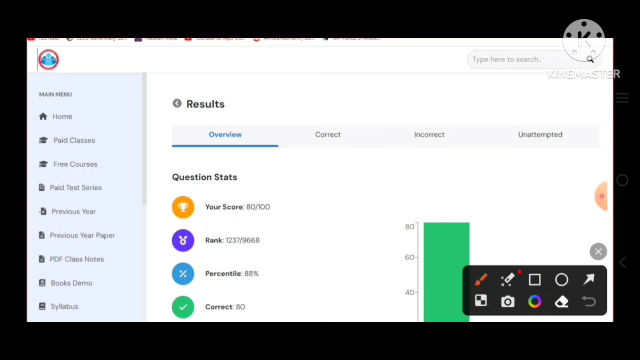 Type here to search..
KINEMASTER
MAIN MENU
Home
Paid Classes
Free Courses
Paid Test Series
Previous Year
Previous Year Paper
PDF Class Notes
Books Demo
Syllabus
Results
Overview Correct Incorrect Unattempted
Question Stats
Your Score: 80/100
Rank: 1237/9668
Percentile: 88%
Correct: 80
80
60
40